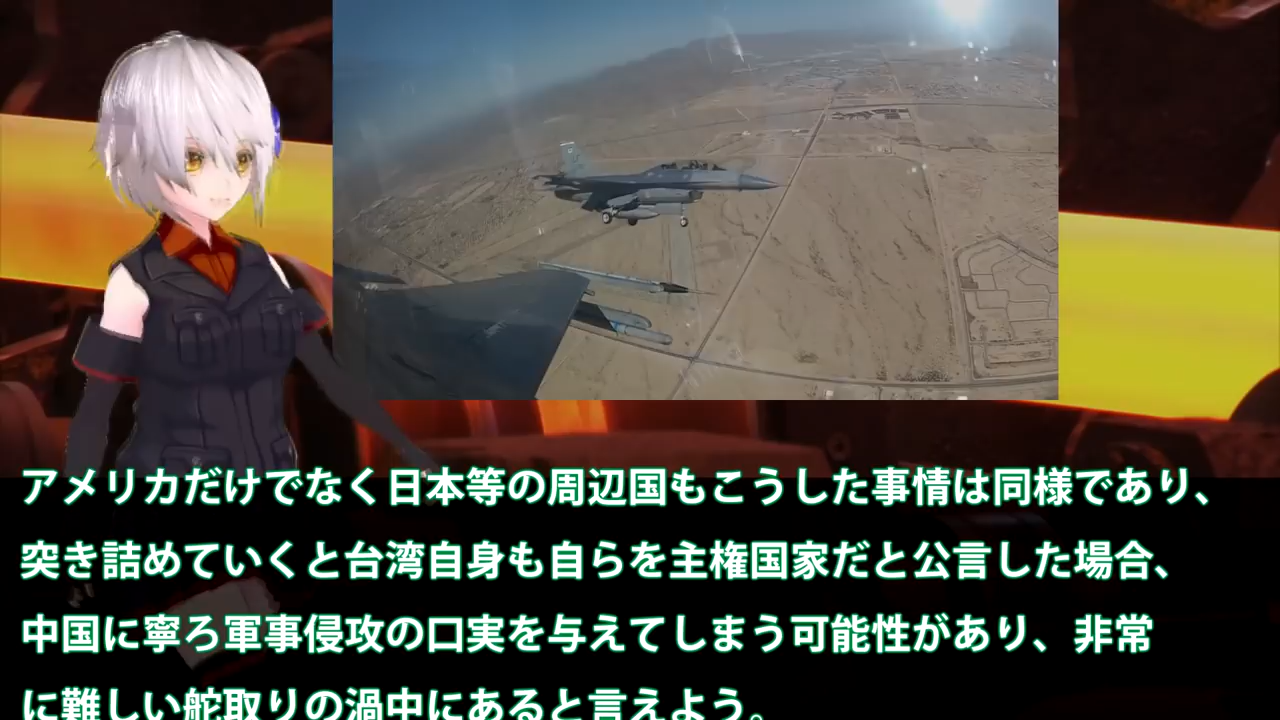 アメリカだけでなく日本等の周辺国もこうした事情は同様であり、
突き詰めていくと台湾自身も自らを主権国家だと公言した場合、
中国に寧ろ軍事侵攻の口実を与えてしまう可能性があり、非常
に難しい舵取りの渦中にあると言えよう。